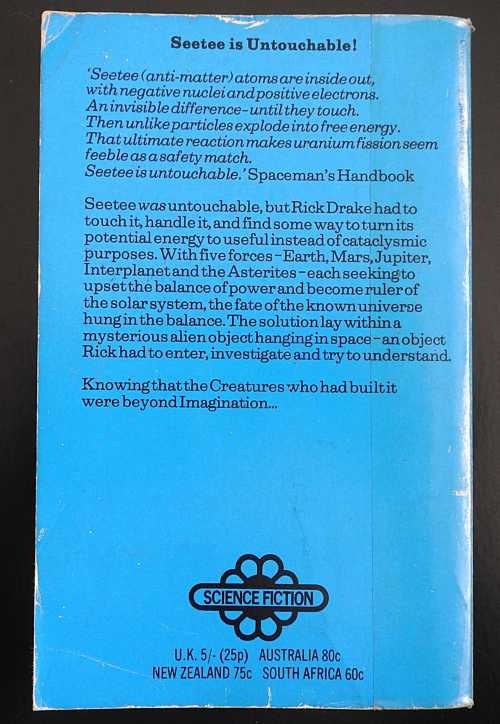 Seetee is Untouchable!
'Seetee (anti-matter) atoms are inside out,
with negative nuclei and positive electrons.
An invisible difference–until they touch.
Then unlike particles explode into free energy.
That ultimate reaction makes uranium fission seem
feeble as a safety match.
Seetee is untouchable.' Spaceman's Handbook
Seetee was untouchable, but Rick Drake had to
touch it, handle it, and find some way to turn its
potential energy to useful instead of cataclysmic
purposes. With five forces–Earth, Mars, Jupiter,
Interplanet and the Asterites–each seeking to
upset the balance of power and become ruler of
the solar system, the fate of the known universe
hung in the balance. The solution lay within a
mysterious alien object hanging in space–an object
Rick had to enter, investigate and try to understand.
Knowing that the Creatures who had built it
were beyond Imagination...
SCIENCE FICTION
U.K. 5/- (25p) AUSTRALIA 80c
NEW ZEALAND 75c SOUTH AFRICA 60c